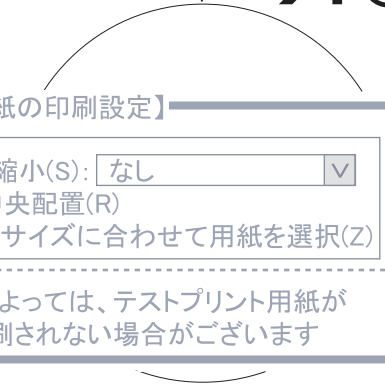 紙の印刷設定】
縮小(S): なし
央配置(R)
サイズに合わせて用紙を選択(Z)
よっては、テストプリント用紙が
刷されない場合がございます